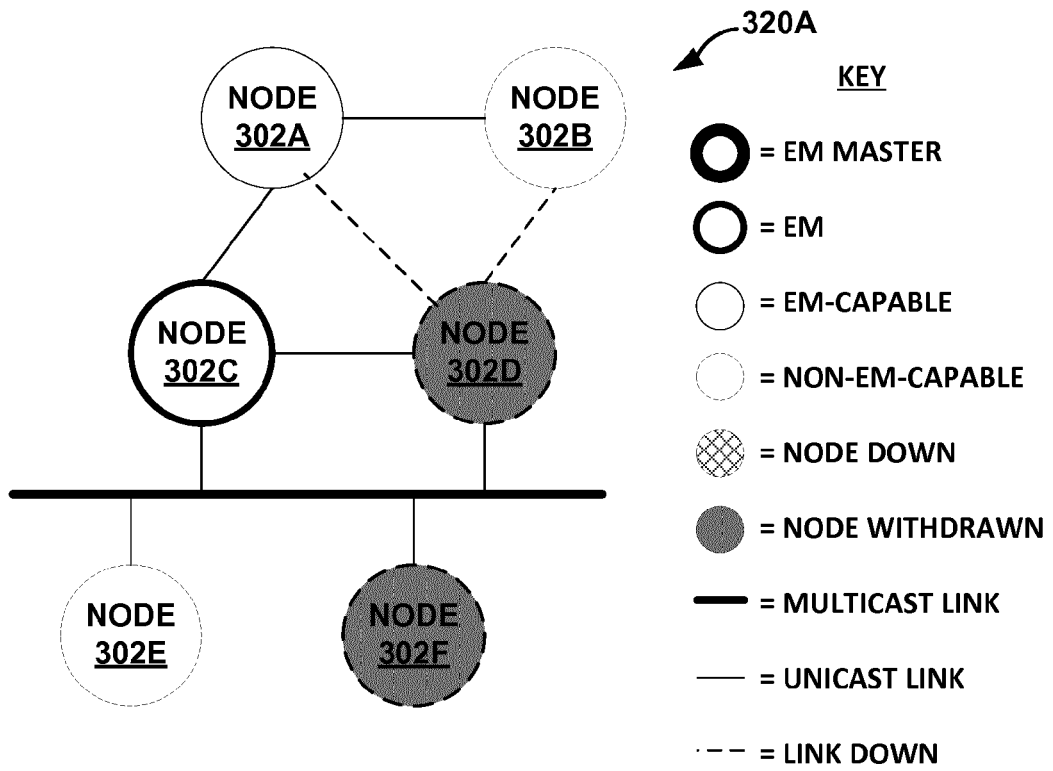 320A
KEY
NODE
302A
NODE
302B
= EM MASTER
= EM
NODE
302C
NODE
302D
= EM-CAPABLE
= NON-EM-CAPABLE
= NODE DOWN
= NODE WITHDRAWN
NODE
302E
NODE
302F
= MULTICAST LINK
= UNICAST LINK
= LINK DOWN